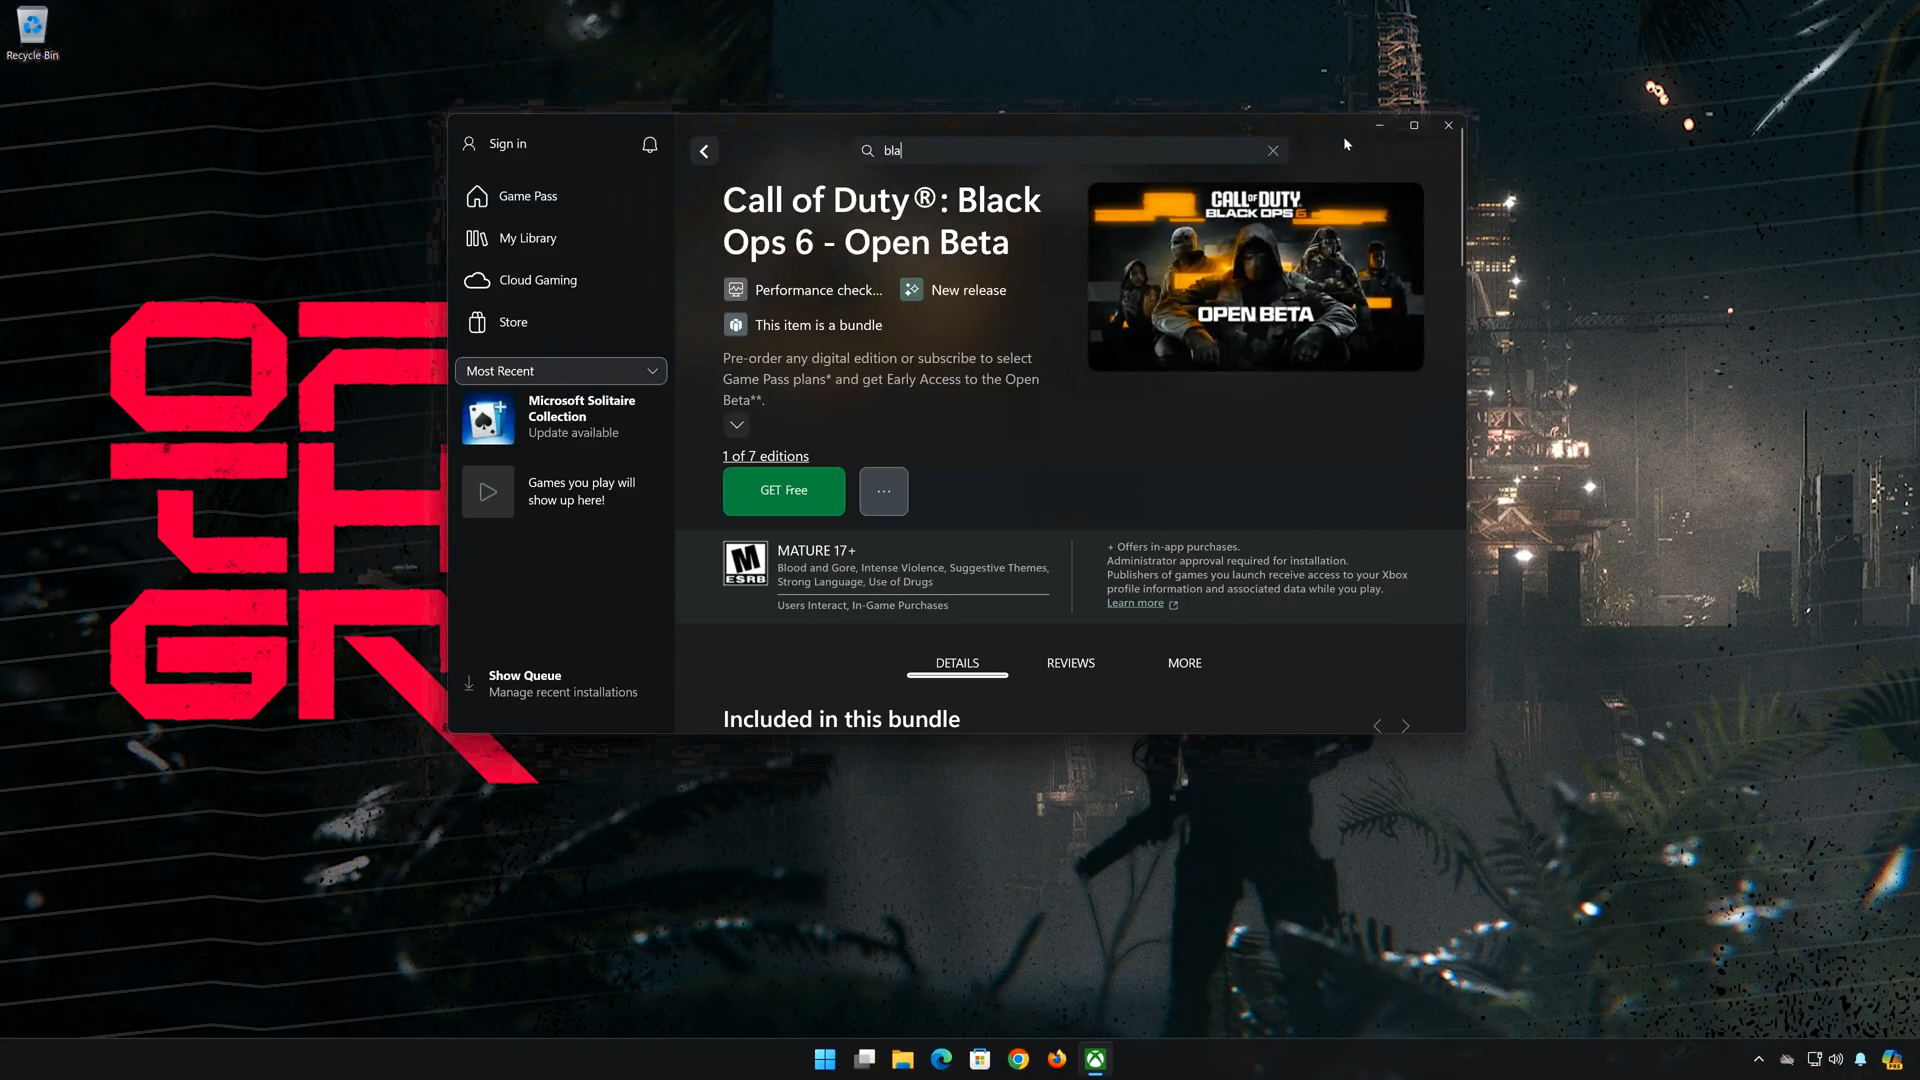 Recycle Bin
Sign in
Game Pass
My Library
Cloud Gaming
Store
Most Recent
Microsoft Solitaire
Collection
Update available
Games you play will
show up here!
Show Queue
Manage recent installations
bla
Call of Duty®: Black
Ops 6 - Open Beta
Performance check...
New release
This item is a bundle
Pre-order any digital edition or subscribe to select
Game Pass plans* and get Early Access to the Open
Beta**.
1 of 7 editions
GET Free
...
CALL OF DUTY
BLACK OPS 6
OPEN BETA
M
ESRB
MATURE 17+
Blood and Gore, Intense Violence, Suggestive Themes,
Strong Language, Use of Drugs
Users Interact, In-Game Purchases
+ Offers in-app purchases.
Administrator approval required for installation.
Publishers of games you launch receive access to your Xbox
profile information and associated data while you play.
Learn more
DETAILS
REVIEWS
MORE
Included in this bundle
PRE